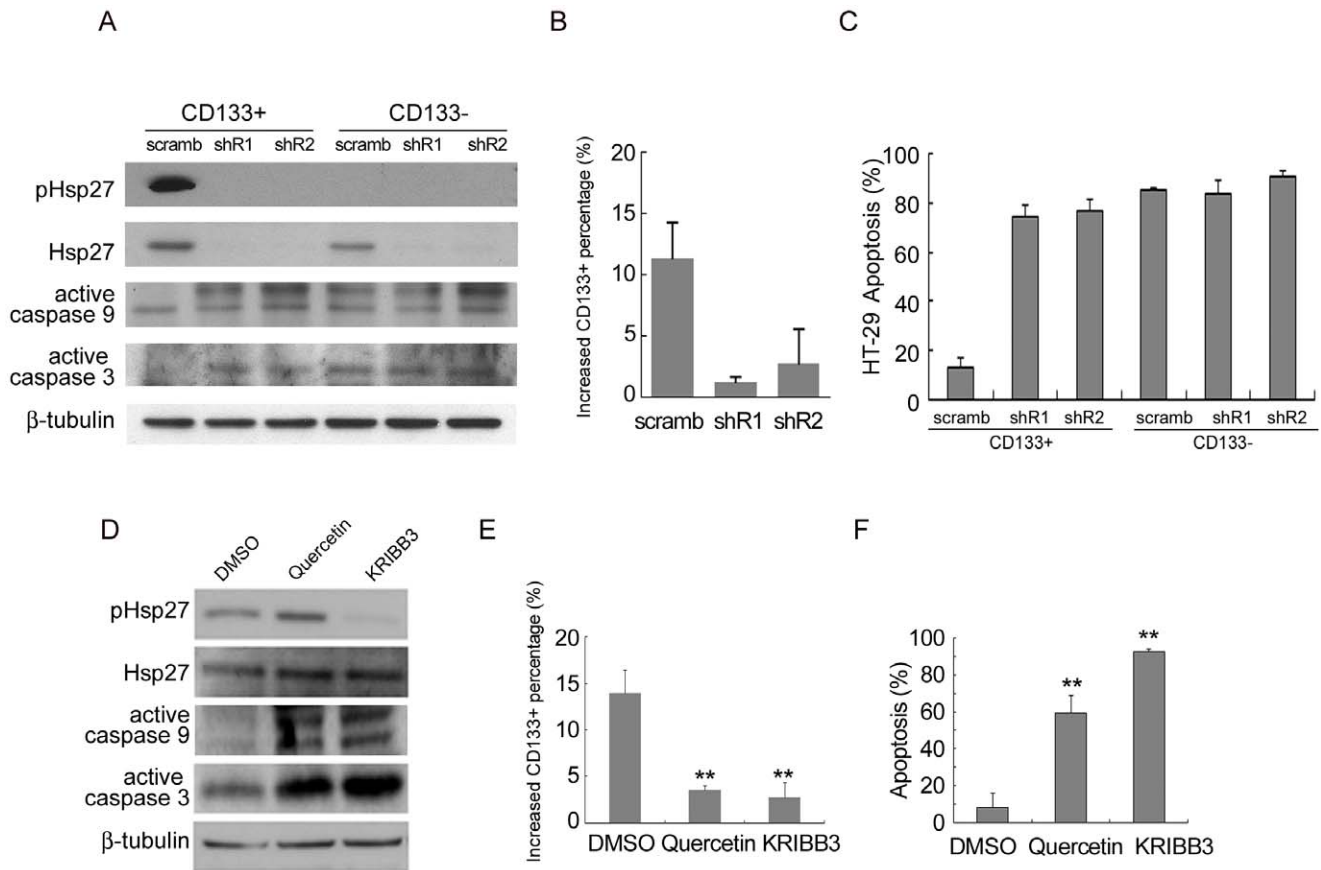 A
CD133+ CD133-
scramb shR1 shR2 scramb shR1 shR2
pHsp27
Hsp27
active
caspase 9
active
caspase 3
β-tubulin
B
Increased CD133+ percentage (%)
20
15
10
5
0
scramb shR1 shR2
C
HT-29 Apoptosis (%)
100
80
60
40
20
0
scramb shR1 shR2 scramb shR1 shR2
CD133+ CD133-
D
DMSO Quercetin KRIBB3
pHsp27
Hsp27
active
caspase 9
active
caspase 3
β-tubulin
E
Increased CD133+ percentage (%)
20
15
10
5
0
** **
DMSO Quercetin KRIBB3
F
Apoptosis (%)
100
80
60
40
20
0
** **
DMSO Quercetin KRIBB3